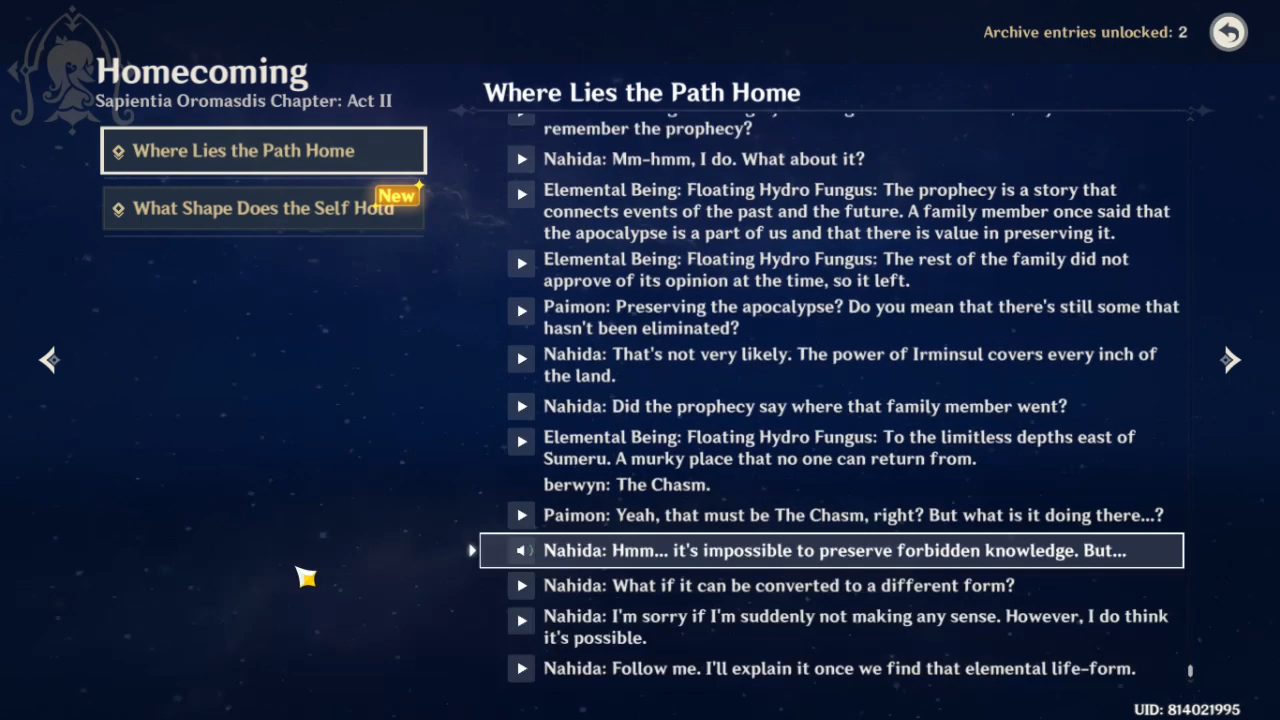 Archive entries unlocked: 2
Homecoming
Sapientia Oromasdis Chapter: Act II
Where Lies the Path Home
New
What Shape Does the Self Hold
Where Lies the Path Home
remember the prophecy?
Nahida: Mm-hmm, I do. What about it?
Elemental Being: Floating Hydro Fungus: The prophecy is a story that
connects events of the past and the future. A family member once said that
the apocalypse is a part of us and that there is value in preserving it.
Elemental Being: Floating Hydro Fungus: The rest of the family did not
approve of its opinion at the time, so it left.
Paimon: Preserving the apocalypse? Do you mean that there's still some that
hasn't been eliminated?
Nahida: That's not very likely. The power of Irminsul covers every inch of
the land.
Nahida: Did the prophecy say where that family member went?
Elemental Being: Floating Hydro Fungus: To the limitless depths east of
Sumeru. A murky place that no one can return from.
berwyn: The Chasm.
Paimon: Yeah, that must be The Chasm, right? But what is it doing there...?
Nahida: Hmm... it's impossible to preserve forbidden knowledge. But...
Nahida: What if it can be converted to a different form?
Nahida: I'm sorry if I'm suddenly not making any sense. However, I do think
it's possible.
Nahida: Follow me. I'll explain it once we find that elemental life-form.
UID: 814021995